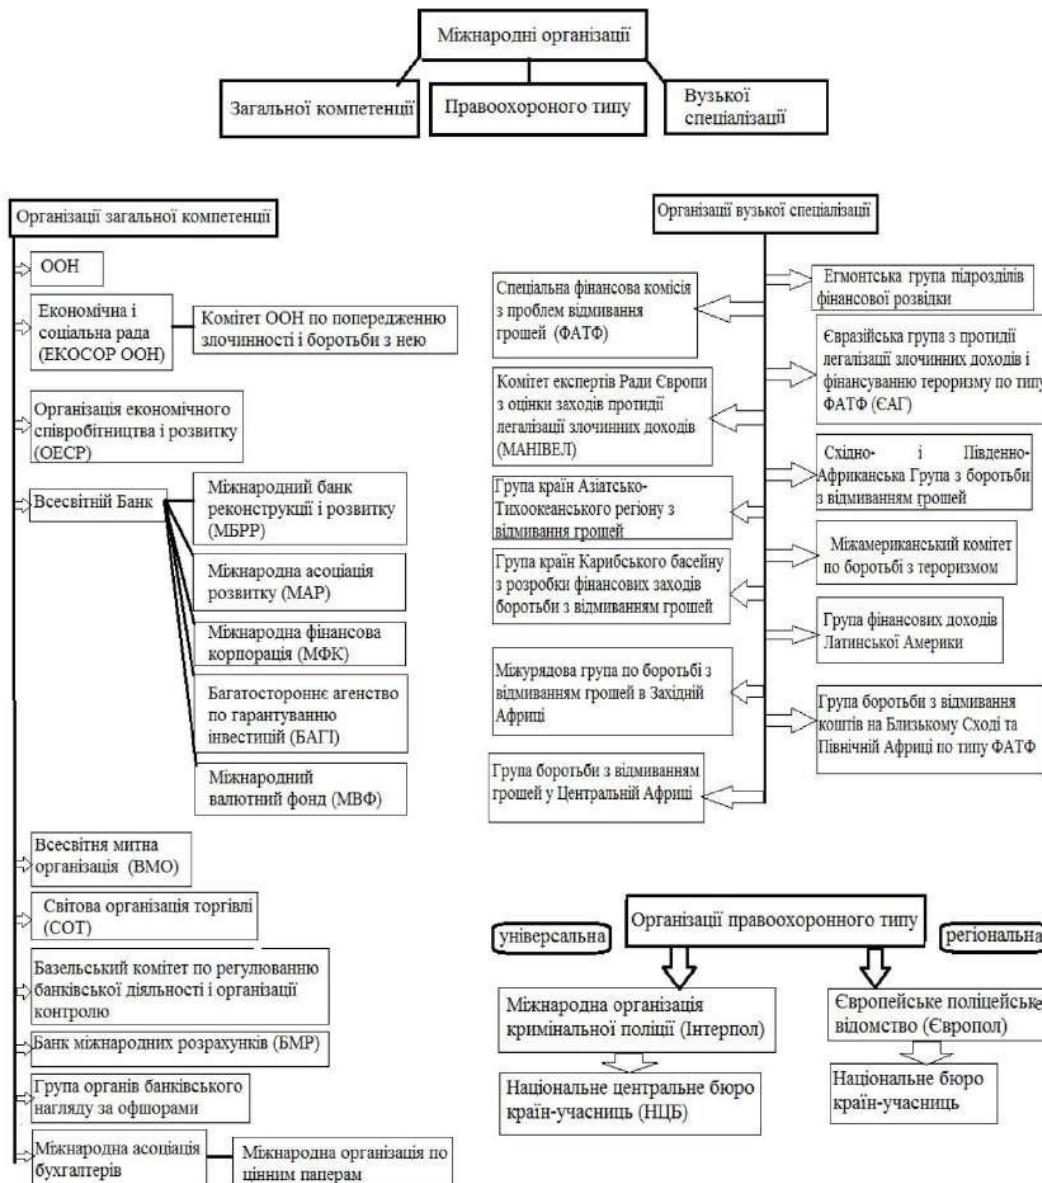 Міжнародні організації
Загальної компетенції
Правоохороного типу
Вузької
спеціалізації
Організації загальної компетенції
ООН
Економічна і
соціальна рада
(ЕКОСОР ООН)
Комітет ООН по попередженню
злочинності і боротьби з нею
Організація економічного
співробітництва і розвитку
(ОЕСР)
Всесвітній Банк
Міжнародний банк
реконструкції і розвитку
(МБРР)
Міжнародна асоціація
розвитку (МАР)
Міжнародна фінансова
корпорація (МФК)
Багатостороннє агенство
по гарантуванню
інвестицій (БАГІ)
Міжнародний
валютний фонд (МВФ)
Всесвітня митна
організація (ВМО)
Світова організація торгівлі
(СОТ)
Базельський комітет по регулюванню
банківської діяльності і організації
контролю
Банк міжнародних розрахунків (БМР)
Група органів банківського
нагляду за офшорами
Міжнародна асоціація
бухгалтерів
Міжнародна організація по
цінним паперам
Організації вузької спеціалізації
Спеціальна фінансова комісія
з проблем відмивання
грошей (ФАТФ)
Комітет експертів Ради Європи
з оцінки заходів протидії
легалізації злочинних доходів
(МАНІВЕЛ)
Група країн Азіатсько-
Тихоокеанського регіону з
відмивання грошей
Група країн Карибського басейну
з розробки фінансових заходів
боротьби з відмиванням грошей
Міжурядова група по боротьбі з
відмиванням грошей в Західній
Африці
Група боротьби з відмиванням
грошей у Центральній Африці
Егмонтська група підрозділів
фінансової розвідки
Євразійська група з протидії
легалізації злочинних доходів і
фінансуванню тероризму по типу
ФАТФ (ЄАГ)
Східно- і Південно-
Африканська Група з боротьби
з відмиванням грошей
Міжамериканський комітет
по боротьбі з тероризмом
Група фінансових доходів
Латинської Америки
Група боротьби з відмивання
коштів на Близькому Сході та
Північній Африці по типу ФАТФ
Організації правоохоронного типу
універсальна
регіональна
Міжнародна організація
кримінальної поліції (Інтерпол)
Національне центральне бюро
країн-учасниць (НЦБ)
Європейське поліцейське
відомство (Європол)
Національне бюро
країн-учасниць